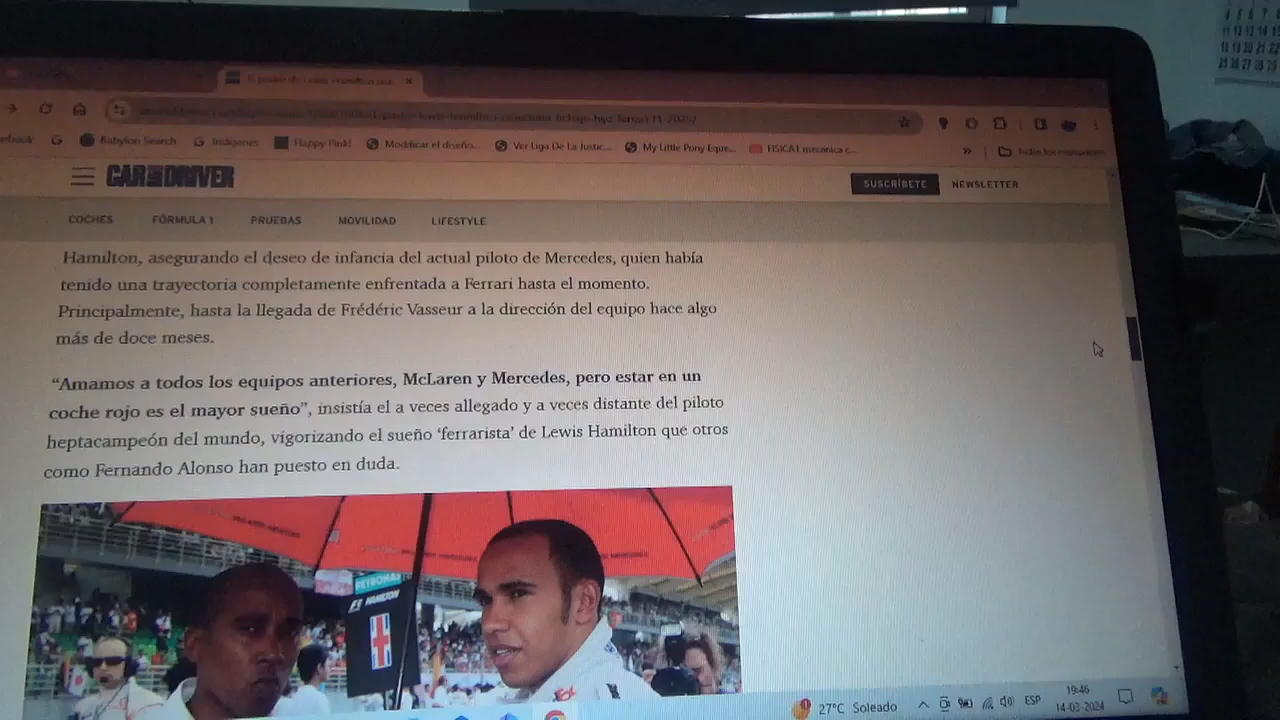 Babylon Search
G Imágenes
Happy Pink!
Modificar el diseño...
Ver Liga De La Justic...
My Little Pony Eque...
FISICA1 mecanica c...
»
Todos los marcadores
CAR AND DRIVER
SUSCRÍBETE
NEWSLETTER
COCHES
FÓRMULA 1
PRUEBAS
MOVILIDAD
LIFESTYLE
Hamilton, asegurando el deseo de infancia del actual piloto de Mercedes, quien había
tenido una trayectoria completamente enfrentada a Ferrari hasta el momento.
Principalmente, hasta la llegada de Frédéric Vasseur a la dirección del equipo hace algo
más de doce meses.
“Amamos a todos los equipos anteriores, McLaren y Mercedes, pero estar en un
coche rojo es el mayor sueño”, insistía el a veces allegado y a veces distante del piloto
heptacampeón del mundo, vigorizando el sueño ‘ferrarista’ de Lewis Hamilton que otros
como Fernando Alonso han puesto en duda.
PETRONAS
HAMILTON
27°C Soleado
ESP
19:46
14-03-2024